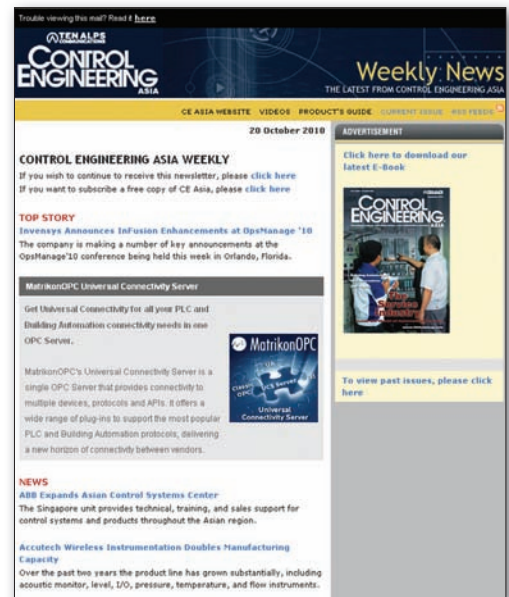 Trouble viewing this mail? Read it here
TEN ALPS
COMMUNICATIONS
CONTROL
ENGINEERING
ASIA
Weekly News
THE LATEST FROM CONTROL ENGINEERING ASIA
CE ASIA WEBSITE VIDEOS PRODUCT'S GUIDE CURRENT ISSUE RSS FEEDS
20 October 2010
CONTROL ENGINEERING ASIA WEEKLY
If you wish to continue to receive this newsletter, please click here
If you want to subscribe a free copy of CE Asia, please click here
TOP STORY
Invensys Announces InFusion Enhancements at OpsManage '10
The company is making a number of key announcements at the
OpsManage'10 conference being held this week in Orlando, Florida.
MatrikonOPC Universal Connectivity Server
Get Universal Connectivity for all your PLC and
Building Automation connectivity needs in one
OPC Server.
MatrikonOPC's Universal Connectivity Server is a
single OPC Server that provides connectivity to
multiple devices, protocols and APIs. It offers a
wide range of plug-ins to support the most popular
PLC and Building Automation protocols, delivering
a new horizon of connectivity between vendors.
MatrikonOPC
Classic
OPC
UCS Server
UA
Universal
Connectivity Server
NEWS
ABB Expands Asian Control Systems Center
The Singapore unit provides technical, training, and sales support for
control systems and products throughout the Asian region.
Accutech Wireless Instrumentation Doubles Manufacturing
Capacity
Over the past two years the product line has grown substantially, including
acoustic monitor, level, I/O, pressure, temperature, and flow instruments.
ADVERTISEMENT
Click here to download our
latest E-Book
CONTROL
ENGINEERING
ASIA
The
Service
Industry
To view past issues, please click
here